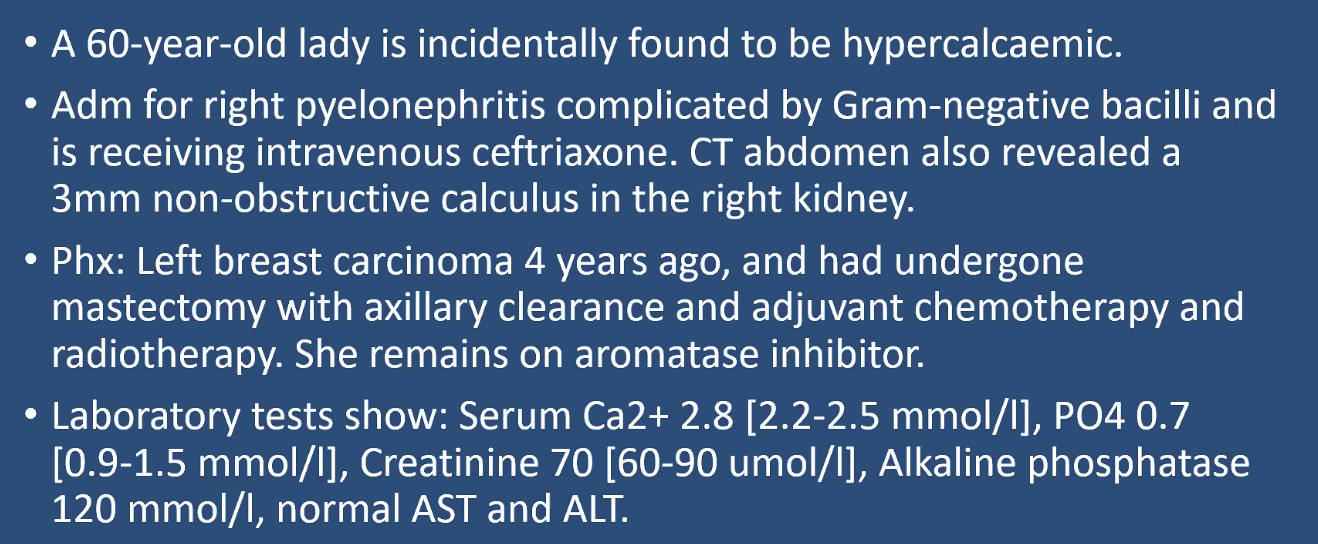 • A 60-year-old lady is incidentally found to be hypercalcaemic.
• Adm for right pyelonephritis complicated by Gram-negative bacilli and
is receiving intravenous ceftriaxone. CT abdomen also revealed a
3mm non-obstructive calculus in the right kidney.
• Phx: Left breast carcinoma 4 years ago, and had undergone
mastectomy with axillary clearance and adjuvant chemotherapy and
radiotherapy. She remains on aromatase inhibitor.
• Laboratory tests show: Serum Ca2+ 2.8 [2.2-2.5 mmol/l], PO4 0.7
[0.9-1.5 mmol/l], Creatinine 70 [60-90 umol/l], Alkaline phosphatase
120 mmol/l, normal AST and ALT.